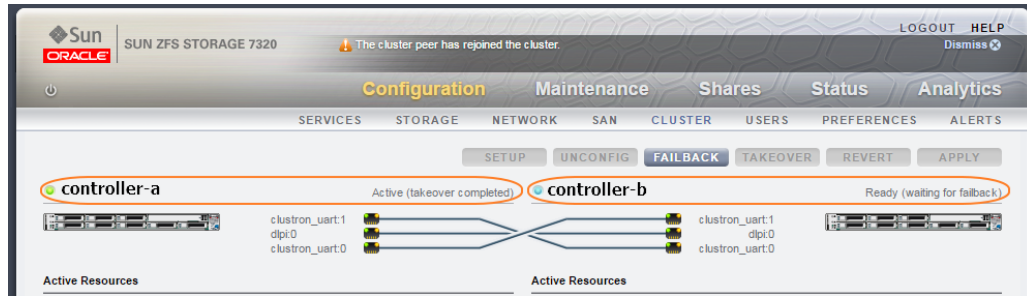 Sun
ORACLE
SUN ZFS STORAGE 7320
The cluster peer has rejoined the cluster.
LOGOUT HELP
Dismiss
Configuration Maintenance Shares Status Analytics
SERVICES STORAGE NETWORK SAN CLUSTER USERS PREFERENCES ALERTS
SETUP UNCONFIG FAILBACK TAKEOVER REVERT APPLY
controller-a Active (takeover completed) controller-b Ready (waiting for failback)
clustron_uart:1 clustron_uart:1
dlpi:0 dlpi:0
clustron_uart:0 clustron_uart:0
Active Resources Active Resources